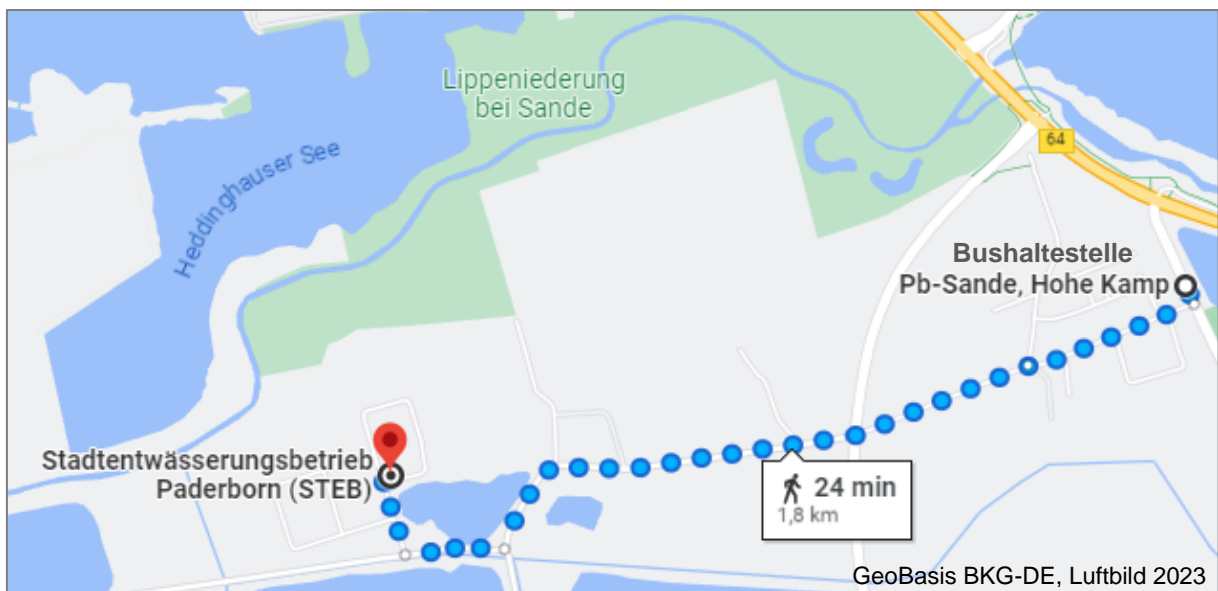 Lippeniederung
bei Sande
Heddinghauser See
64
Bushaltestelle
Pb-Sande, Hohe Kamp
Stadtentwässerungsbetrieb
Paderborn (STEB)
24 min
1,8 km
GeoBasis BKG-DE, Luftbild 2023